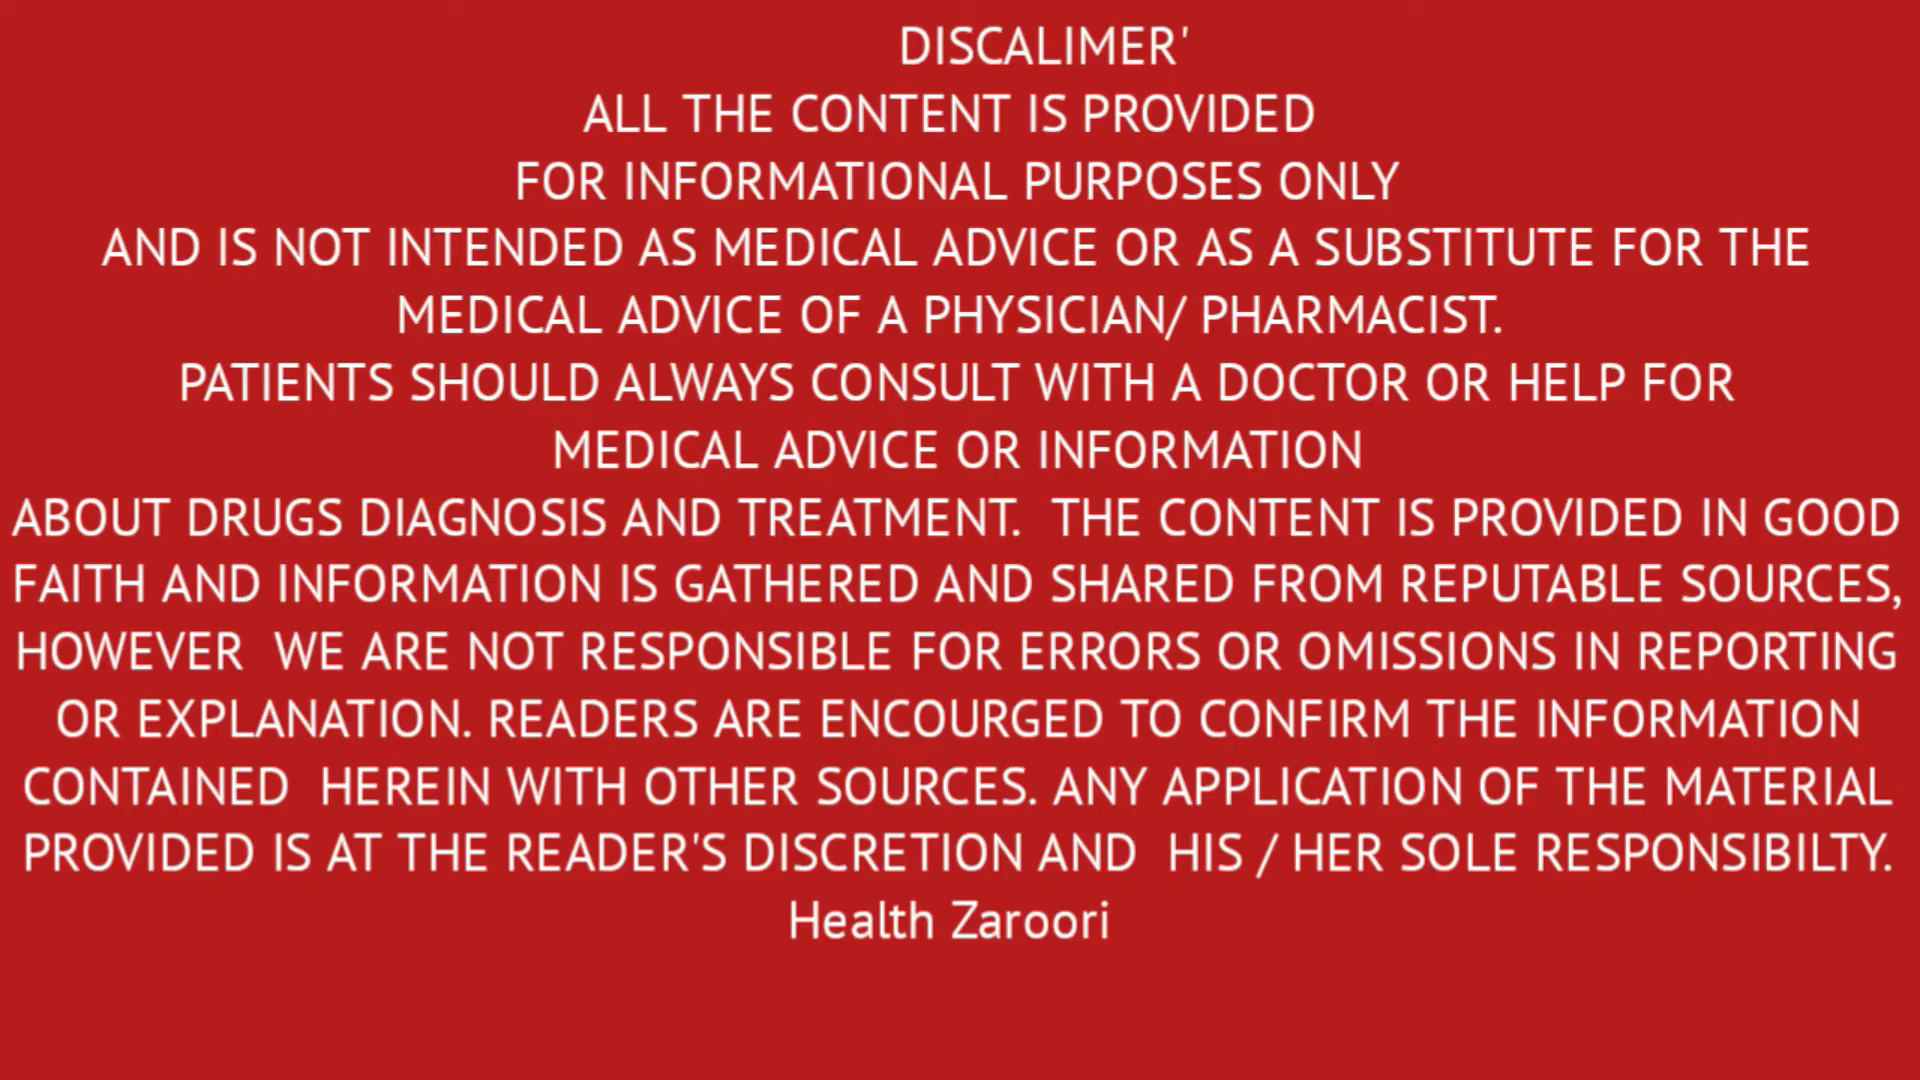 DISCALIMER'
ALL THE CONTENT IS PROVIDED
FOR INFORMATIONAL PURPOSES ONLY
AND IS NOT INTENDED AS MEDICAL ADVICE OR AS A SUBSTITUTE FOR THE
MEDICAL ADVICE OF A PHYSICIAN/ PHARMACIST.
PATIENTS SHOULD ALWAYS CONSULT WITH A DOCTOR OR HELP FOR
MEDICAL ADVICE OR INFORMATION
ABOUT DRUGS DIAGNOSIS AND TREATMENT.  THE CONTENT IS PROVIDED IN GOOD
FAITH AND INFORMATION IS GATHERED AND SHARED FROM REPUTABLE SOURCES,
HOWEVER  WE ARE NOT RESPONSIBLE FOR ERRORS OR OMISSIONS IN REPORTING
OR EXPLANATION. READERS ARE ENCOURGED TO CONFIRM THE INFORMATION
CONTAINED  HEREIN WITH OTHER SOURCES. ANY APPLICATION OF THE MATERIAL
PROVIDED IS AT THE READER'S DISCRETION AND  HIS / HER SOLE RESPONSIBILTY.
Health Zaroori